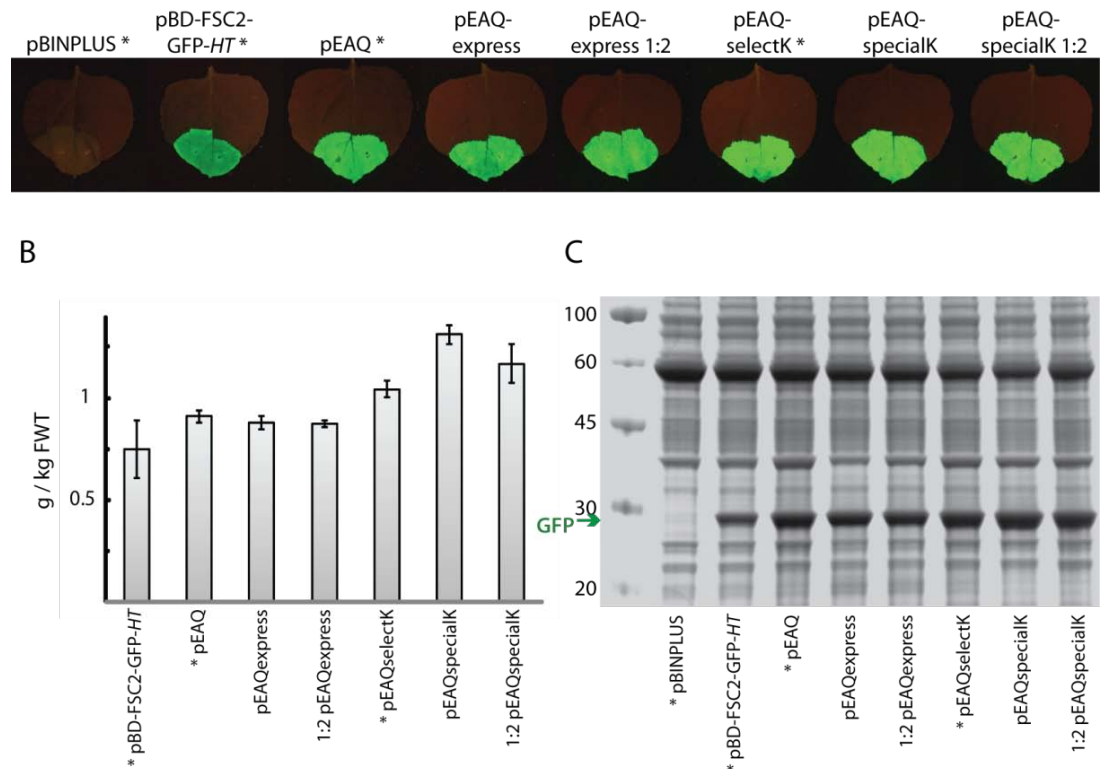 pBINPLUS *
pBD-FSC2-
GFP-HT *
pEAQ *
pEAQ-
express
pEAQ-
express 1:2
pEAQ-
selectK *
pEAQ-
specialK
pEAQ-
specialK 1:2
B
g / kg FWT
1
0.5
* pBD-FSC2-GFP-HT
* pEAQ
pEAQexpress
1:2 pEAQexpress
* pEAQselectK
pEAQspecialK
1:2 pEAQspecialK
C
100
60
45
30
GFP
20
* pBINPLUS
* pBD-FSC2-GFP-HT
* pEAQ
pEAQexpress
1:2 pEAQexpress
* pEAQselectK
pEAQspecialK
1:2 pEAQspecialK